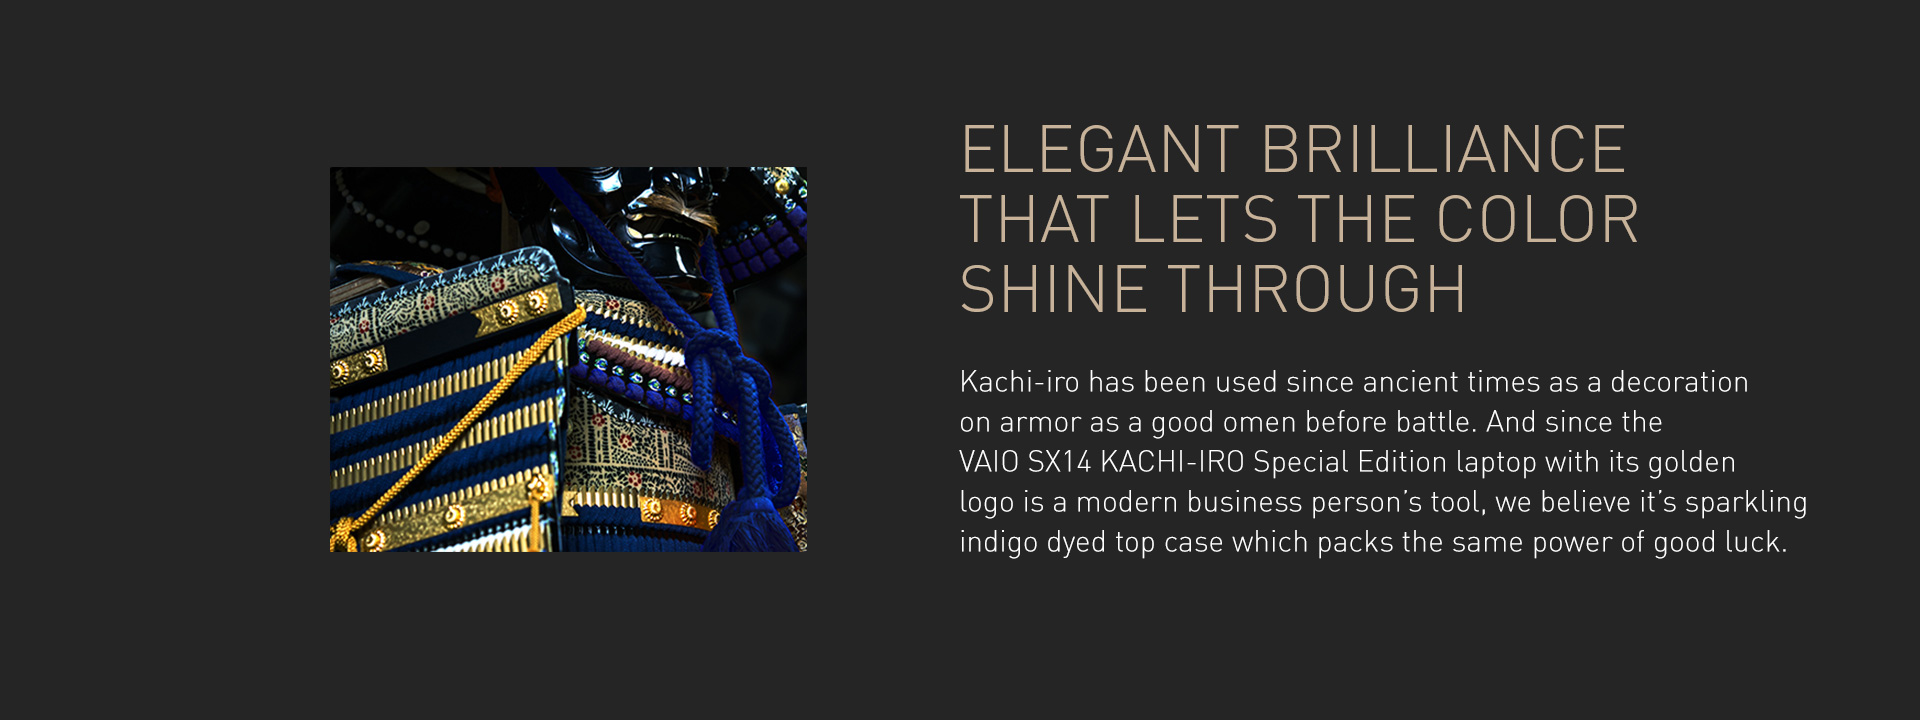 ELEGANT BRILLIANCE
THAT LETS THE COLOR
SHINE THROUGH
Kachi-iro has been used since ancient times as a decoration
on armor as a good omen before battle. And since the
VAIO SX14 KACHI-IRO Special Edition laptop with its golden
logo is a modern business person’s tool, we believe it’s sparkling
indigo dyed top case which packs the same power of good luck.